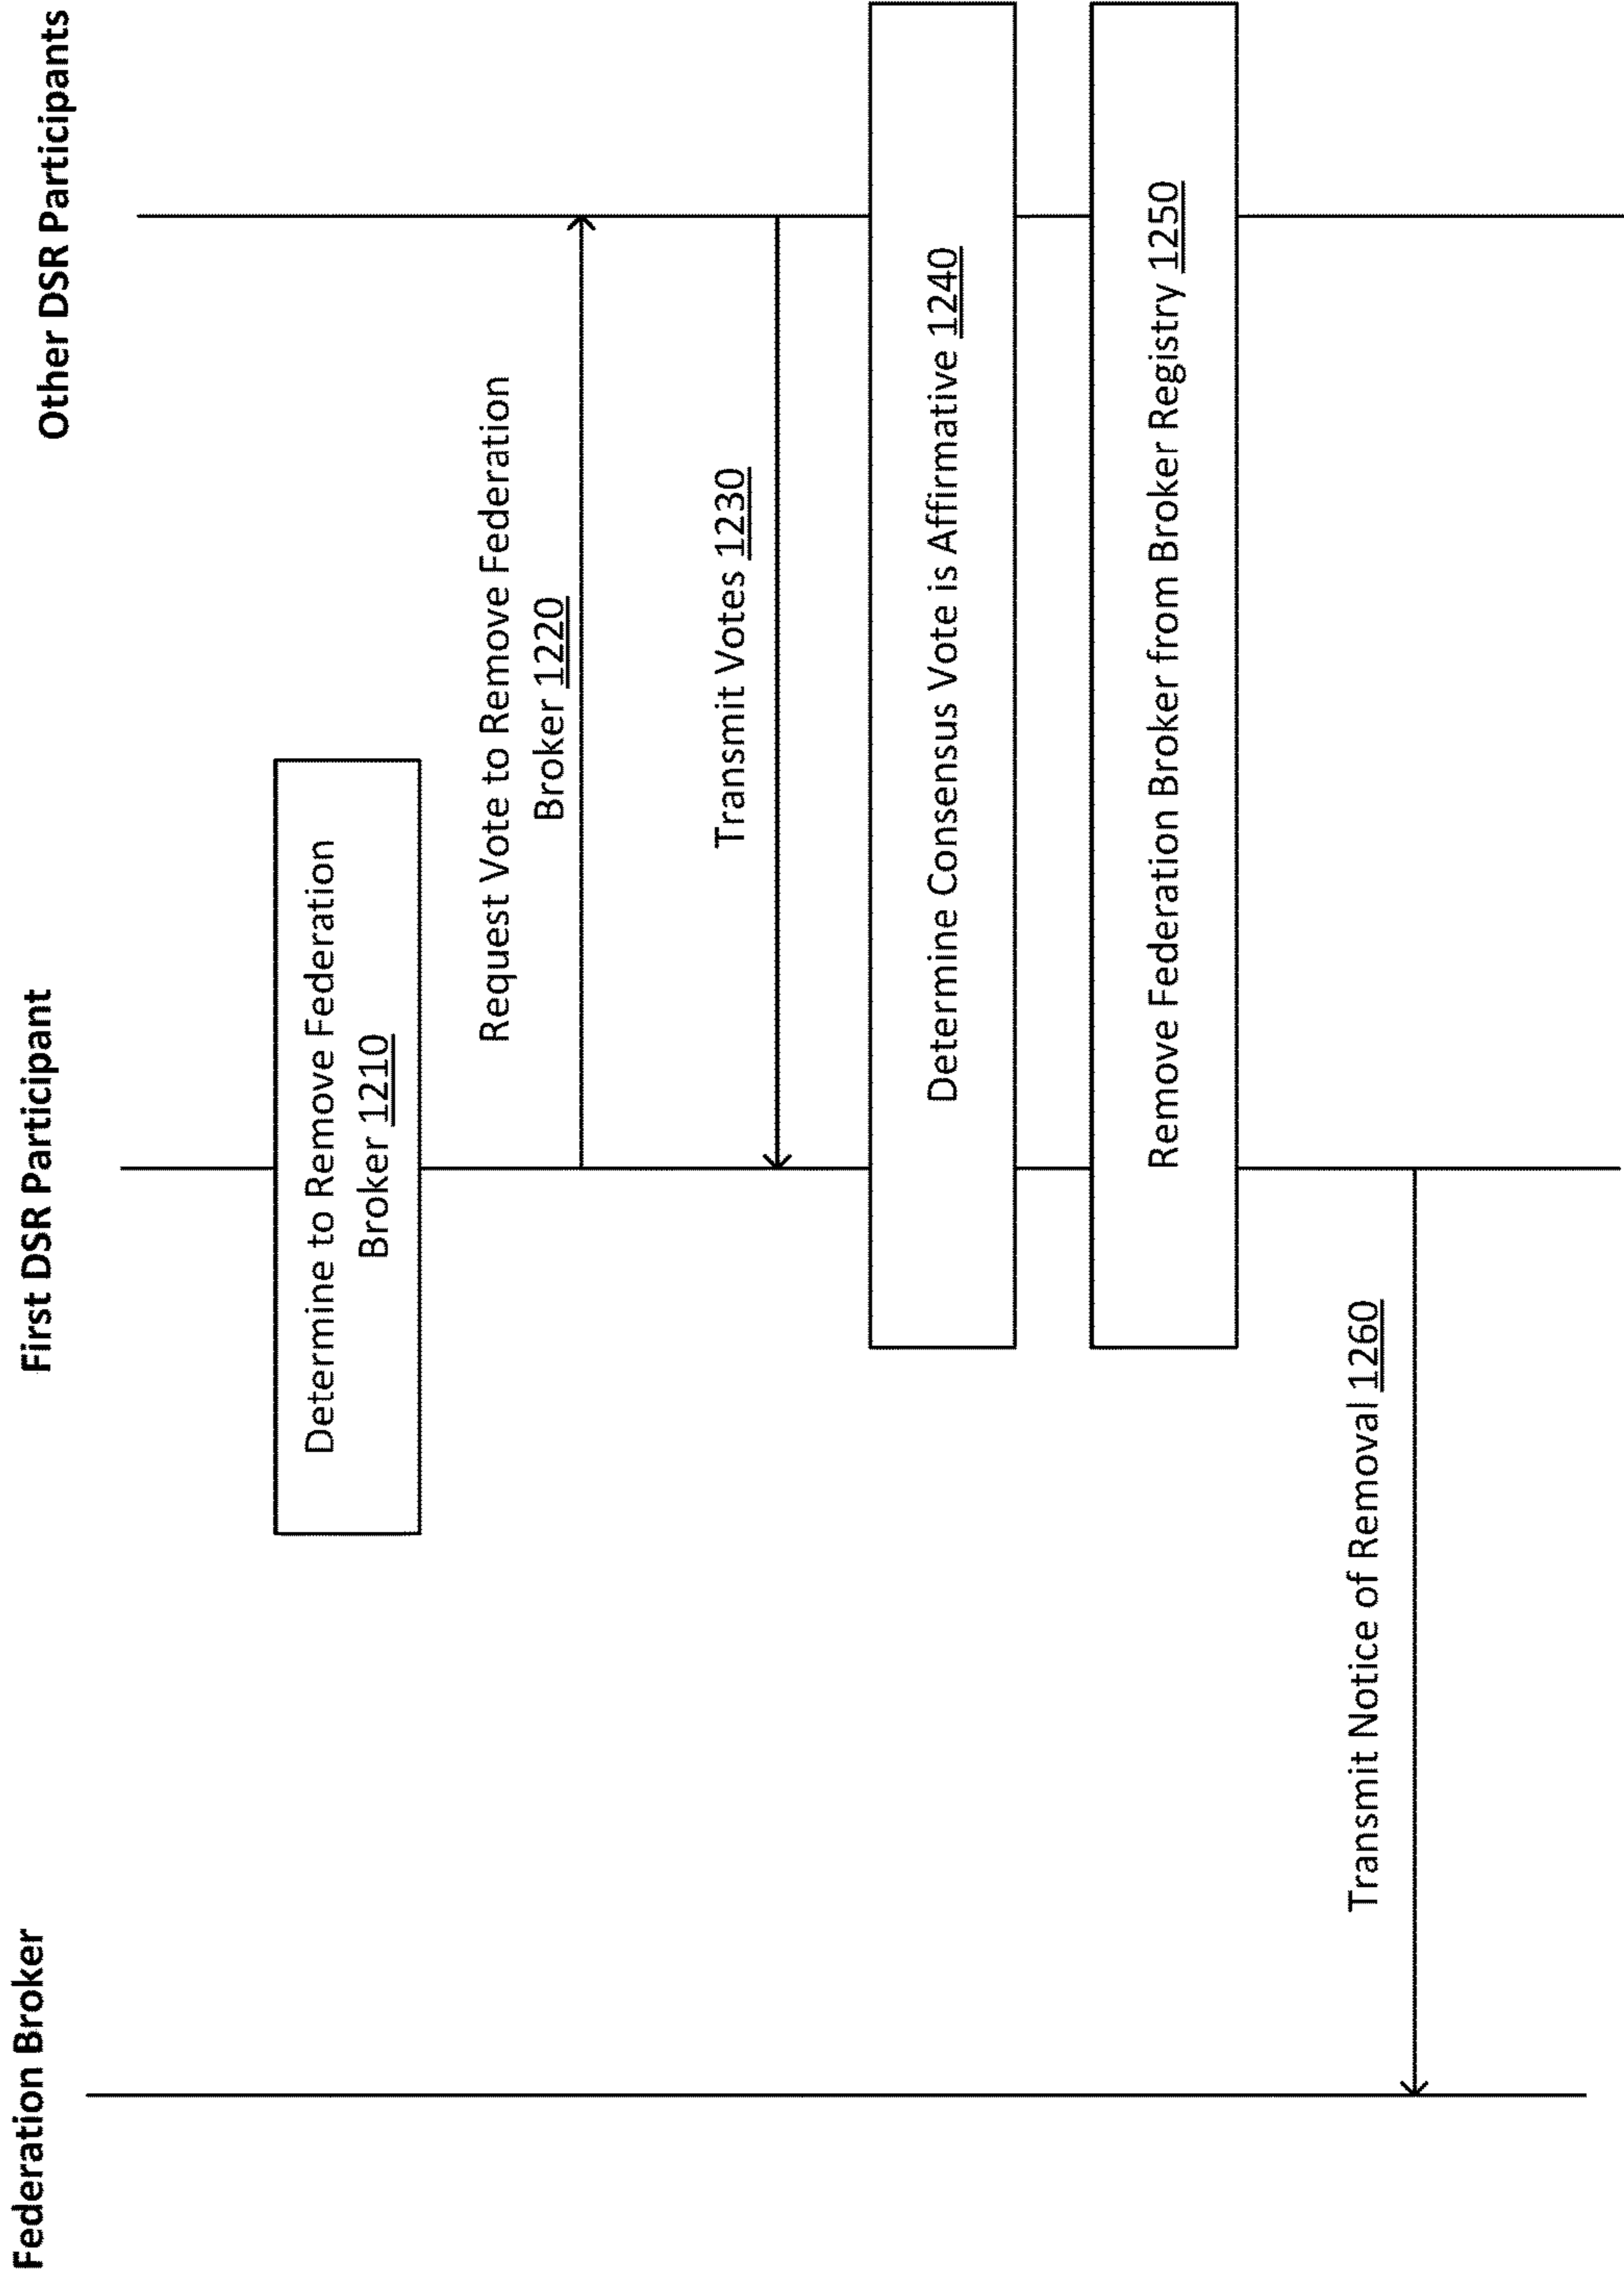 Federation Broker
First DSR Participant
Other DSR Participants
Determine to Remove Federation
Broker 1210
Request Vote to Remove Federation
Broker 1220
Transmit Votes 1230
Determine Consensus Vote is Affirmative 1240
Remove Federation Broker from Broker Registry 1250
Transmit Notice of Removal 1260